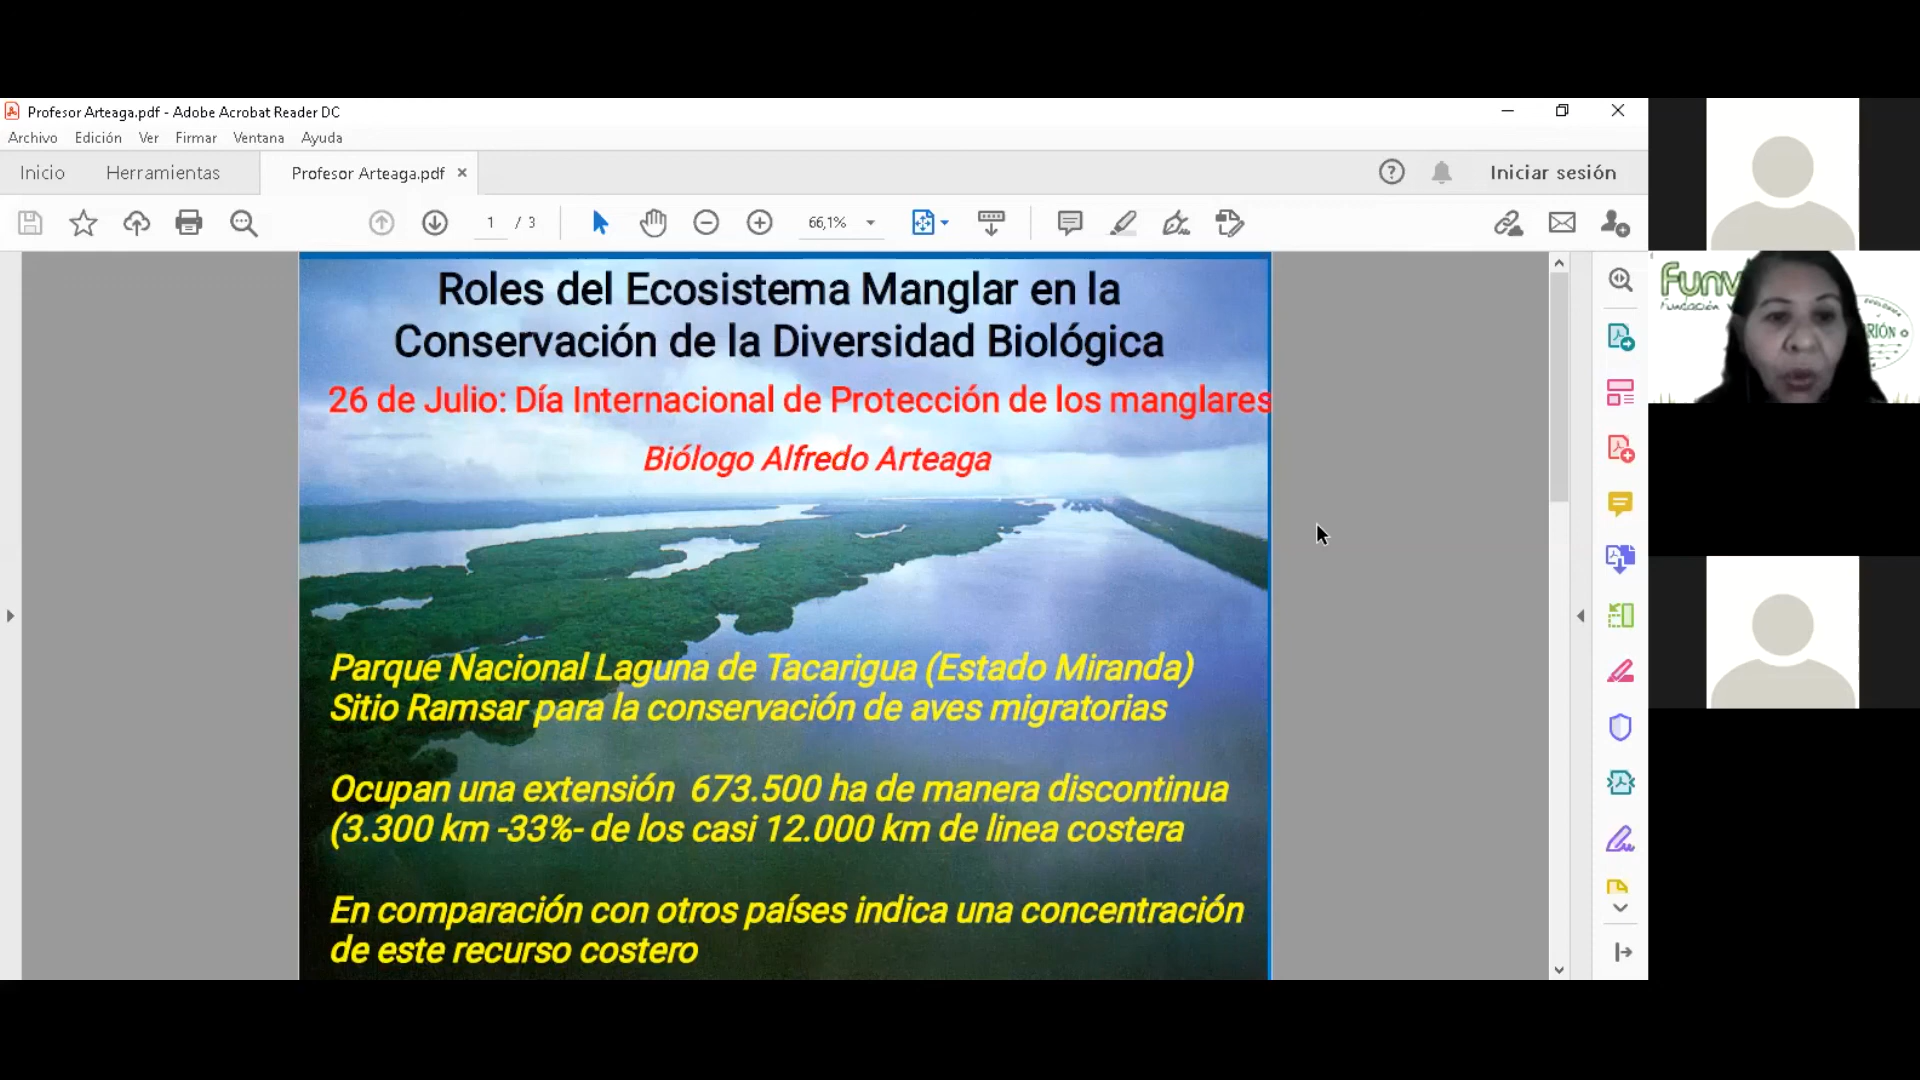 Profesor Arteaga.pdf - Adobe Acrobat Reader DC
Archivo Edición Ver Firmar Ventana Ayuda
Inicio Herramientas Profesor Arteaga.pdf Iniciar sesión
1 / 3 66,1%
Roles del Ecosistema Manglar en la
Conservación de la Diversidad Biológica
26 de Julio: Día Internacional de Protección de los manglares
Biólogo Alfredo Arteaga
Parque Nacional Laguna de Tacarigua (Estado Miranda)
Sitio Ramsar para la conservación de aves migratorias
Ocupan una extensión 673.500 ha de manera discontinua
(3.300 km -33%- de los casi 12.000 km de linea costera
En comparación con otros países indica una concentración
de este recurso costero
Fundación